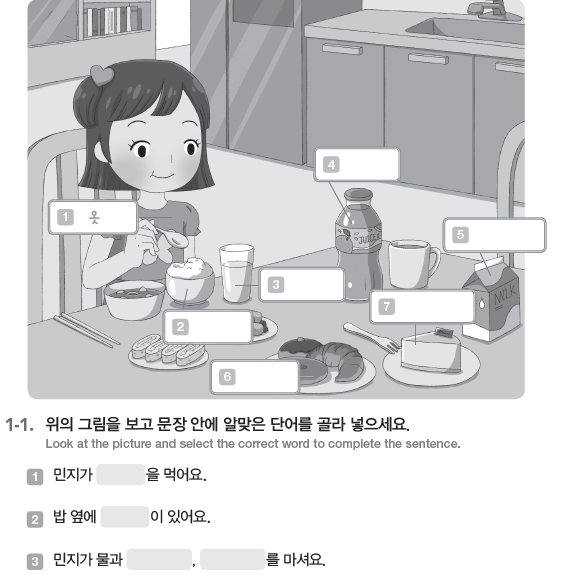 4
1 옷
5
JUICE
3
MILK
7
2
6
1-1. 위의 그림을 보고 문장 안에 알맞은 단어를 골라 넣으세요.
Look at the picture and select the correct word to complete the sentence.
1 민지가 을 먹어요.
2 밥 옆에 이 있어요.
3 민지가 물과 , 를 마셔요.